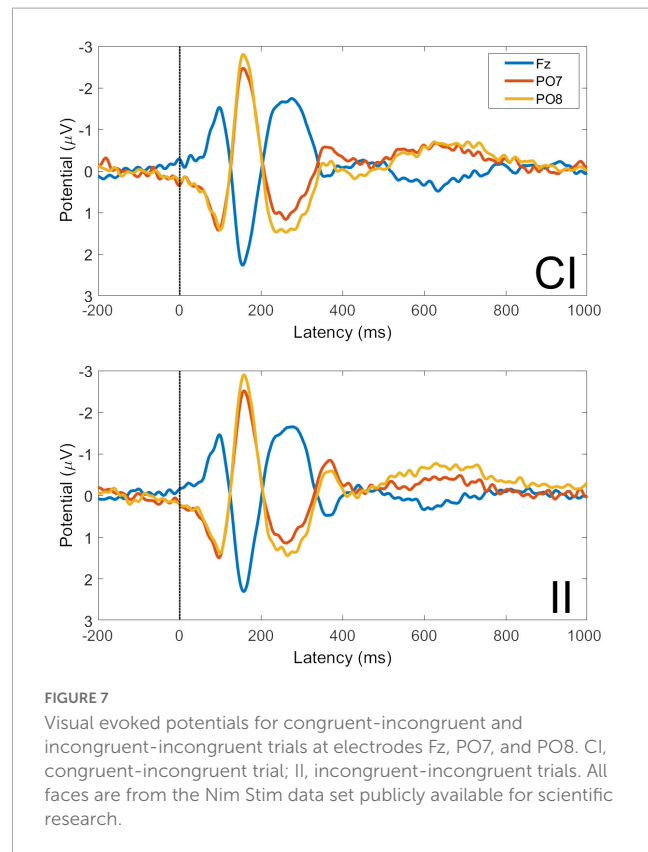 -3
-2
-1
0
1
2
3
Potential (μV)
Fz
PO7
PO8
CI
-200 0 200 400 600 800 1000
Latency (ms)
-3
-2
-1
0
1
2
3
Potential (μV)
II
-200 0 200 400 600 800 1000
Latency (ms)
FIGURE 7
Visual evoked potentials for congruent-incongruent and
incongruent-incongruent trials at electrodes Fz, PO7, and PO8. CI,
congruent-incongruent trial; II, incongruent-incongruent trials. All
faces are from the Nim Stim data set publicly available for scientific
research.